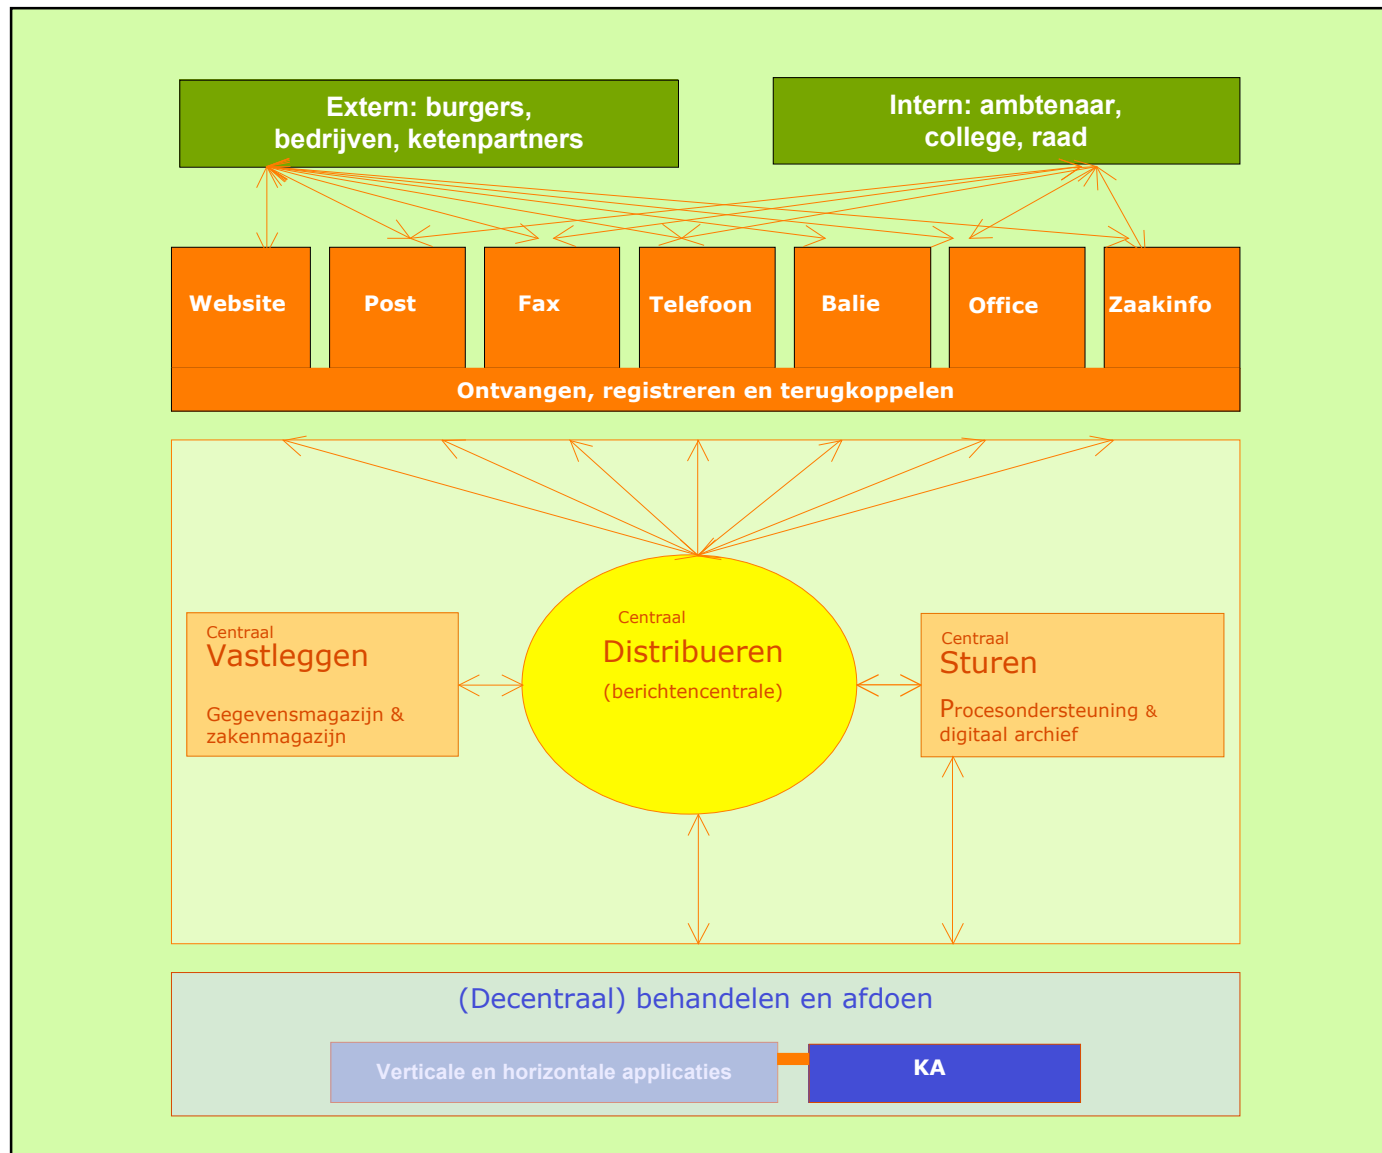 Extern: burgers,
bedrijven, ketenpartners
Intern: ambtenaar,
college, raad
Website
Post
Fax
Telefoon
Balie
Office
Zaakinfo
Ontvangen, registreren en terugkoppelen
Centraal
Vastleggen
Gegevensmagazijn &
zakenmagazijn
Centraal
Distribueren
(berichtencentrale)
Centraal
Sturen
Procesondersteuning &
digitaal archief
(Decentraal) behandelen en afdoen
Verticale en horizontale applicaties
KA